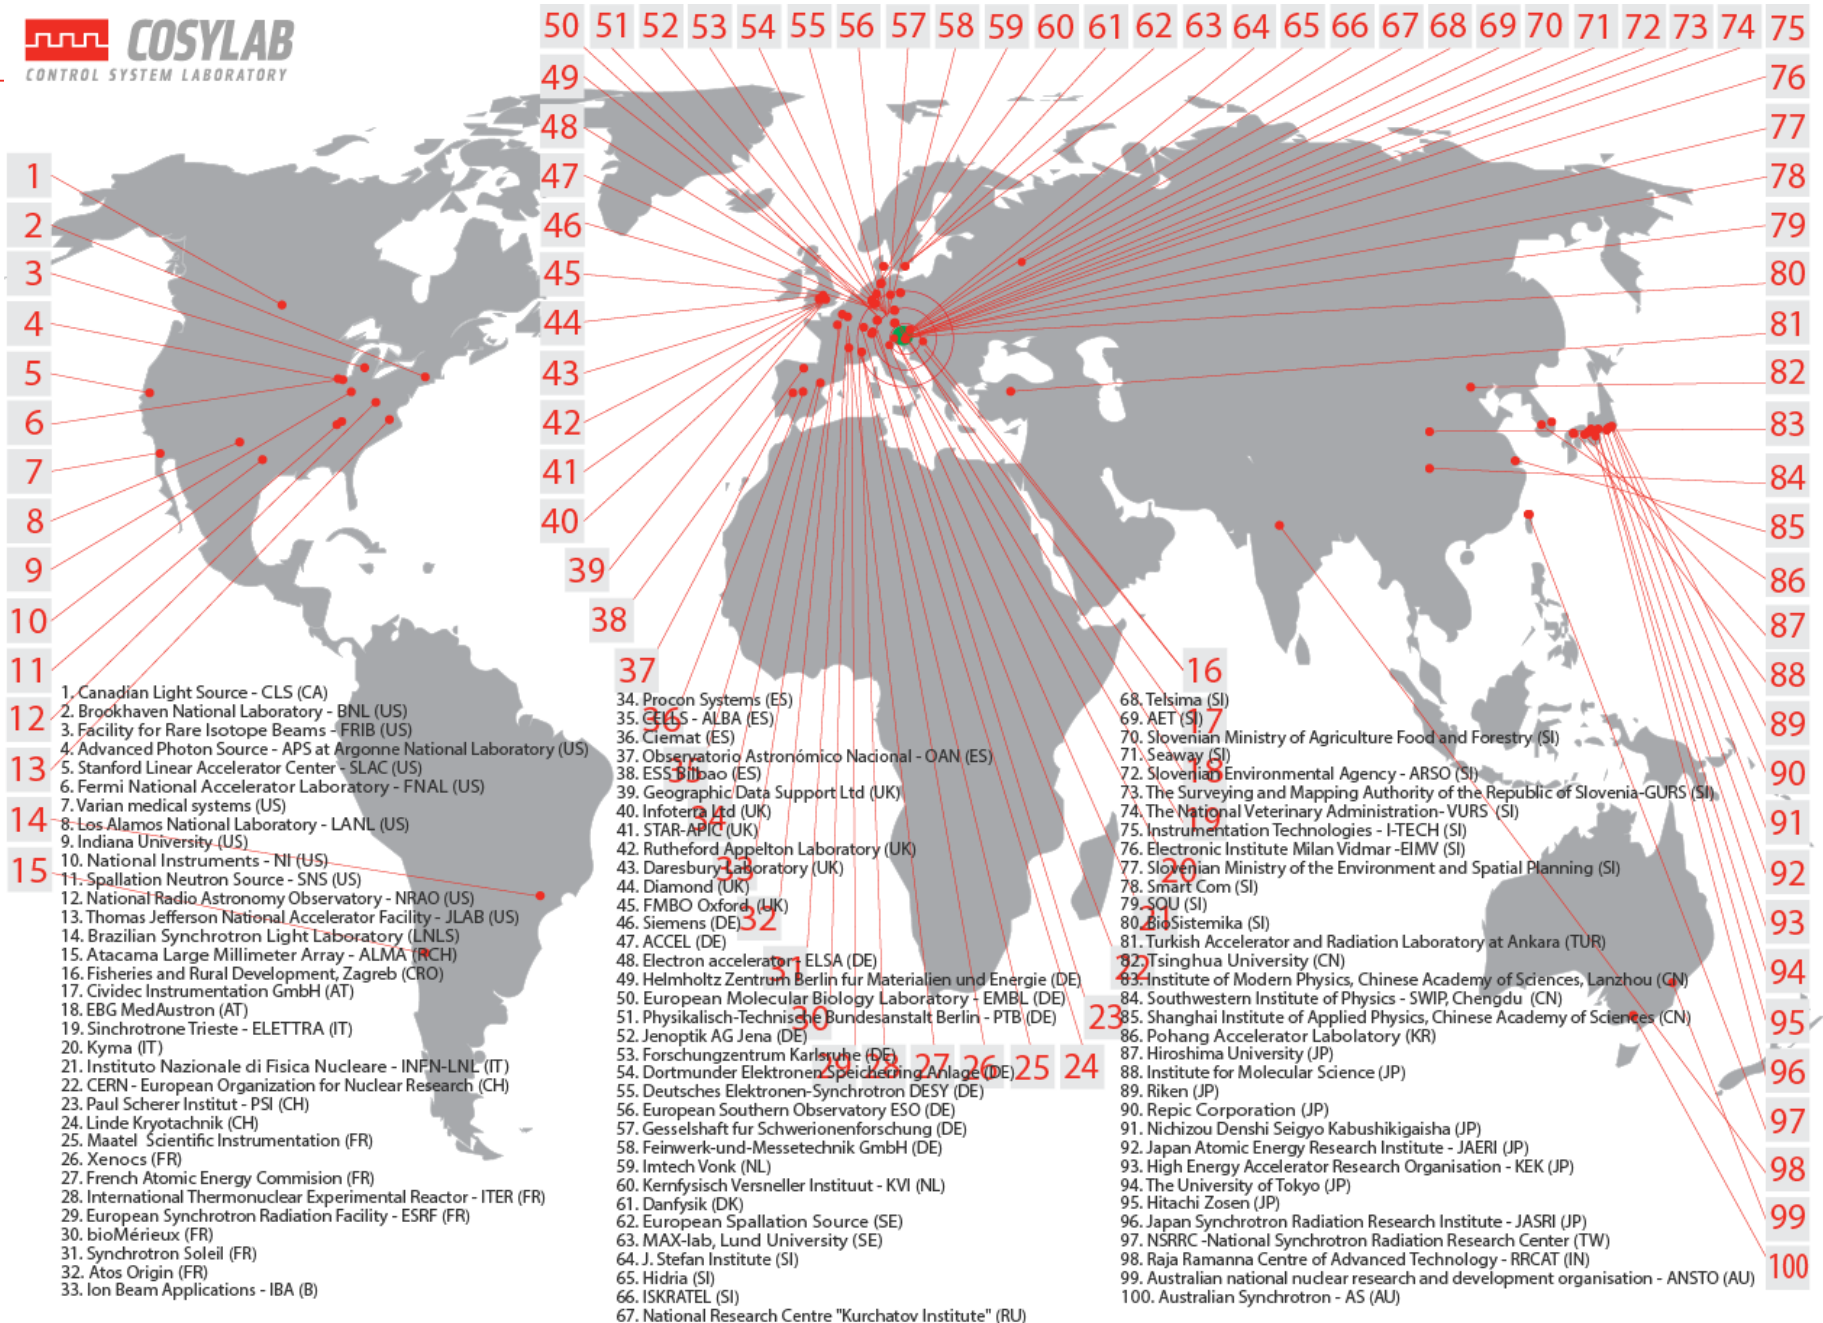 COSYLAB
CONTROL SYSTEM LABORATORY
50 51 52 53 54 55 56 57 58 59 60 61 62 63 64 65 66 67 68 69 70 71 72 73 74 75
49
48
47
46
45
44
43
42
41
40
39
38
37
36
35
34
33
32
31
30
29 28 27 26 25 24
23
22
21
20
19
18
17
16
1
2
3
4
5
6
7
8
9
10
11
12
13
14
15
76
77
78
79
80
81
82
83
84
85
86
87
88
89
90
91
92
93
94
95
96
97
98
99
100
1. Canadian Light Source - CLS (CA)
2. Brookhaven National Laboratory - BNL (US)
3. Facility for Rare Isotope Beams - FRIB (US)
4. Advanced Photon Source - APS at Argonne National Laboratory (US)
5. Stanford Linear Accelerator Center - SLAC (US)
6. Fermi National Accelerator Laboratory - FNAL (US)
7. Varian medical systems (US)
8. Los Alamos National Laboratory - LANL (US)
9. Indiana University (US)
10. National Instruments - NI (US)
11. Spallation Neutron Source - SNS (US)
12. National Radio Astronomy Observatory - NRAO (US)
13. Thomas Jefferson National Accelerator Facility - JLAB (US)
14. Brazilian Synchrotron Light Laboratory (LNLS)
15. Atacama Large Millimeter Array - ALMA (RCH)
16. Fisheries and Rural Development, Zagreb (CRO)
17. Cividec Instrumentation GmbH (AT)
18. EBG MedAustron (AT)
19. Sinchrotrone Trieste - ELETTRA (IT)
20. Kyma (IT)
21. Instituto Nazionale di Fisica Nucleare - INFN-LNL (IT)
22. CERN - European Organization for Nuclear Research (CH)
23. Paul Scherer Institut - PSI (CH)
24. Linde Kryotachnik (CH)
25. Maatel Scientific Instrumentation (FR)
26. Xenocs (FR)
27. French Atomic Energy Commision (FR)
28. International Thermonuclear Experimental Reactor - ITER (FR)
29. European Synchrotron Radiation Facility - ESRF (FR)
30. bioMérieux (FR)
31. Synchrotron Soleil (FR)
32. Atos Origin (FR)
33. Ion Beam Applications - IBA (B)
34. Procon Systems (ES)
35. CELLS - ALBA (ES)
36. Ciemat (ES)
37. Observatorio Astronómico Nacional - OAN (ES)
38. ESS Bilbao (ES)
39. Geographic Data Support Ltd (UK)
40. Infoterra Ltd (UK)
41. STAR-APIC (UK)
42. Rutheford Appelton Laboratory (UK)
43. Daresbury Laboratory (UK)
44. Diamond (UK)
45. FMBO Oxford, (UK)
46. Siemens (DE)
47. ACCEL (DE)
48. Electron accelerator - ELSA (DE)
49. Helmholtz Zentrum Berlin fur Materialien und Energie (DE)
50. European Molecular Biology Laboratory - EMBL (DE)
51. Physikalisch-Technische Bundesanstalt Berlin - PTB (DE)
52. Jenoptik AG Jena (DE)
53. Forschungzentrum Karlsruhe (DE)
54. Dortmunder Elektronen Speicherring Anlage (DE)
55. Deutsches Elektronen-Synchrotron DESY (DE)
56. European Southern Observatory ESO (DE)
57. Gesselshaft fur Schwerionenforschung (DE)
58. Feinwerk-und-Messetechnik GmbH (DE)
59. Imtech Vonk (NL)
60. Kernfysisch Versneller Instituut - KVI (NL)
61. Danfysik (DK)
62. European Spallation Source (SE)
63. MAX-lab, Lund University (SE)
64. J. Stefan Institute (SI)
65. Hidria (SI)
66. ISKRATEL (SI)
67. National Research Centre "Kurchatov Institute" (RU)
68. Telsima (SI)
69. AET (SI)
70. Slovenian Ministry of Agriculture Food and Forestry (SI)
71. Seaway (SI)
72. Slovenian Environmental Agency - ARSO (SI)
73. The Surveying and Mapping Authority of the Republic of Slovenia-GURS (SI)
74. The National Veterinary Administration- VURS (SI)
75. Instrumentation Technologies - I-TECH (SI)
76. Electronic Institute Milan Vidmar -EIMV (SI)
77. Slovenian Ministry of the Environment and Spatial Planning (SI)
78. Smart Com (SI)
79. SOU (SI)
80. BioSistemika (SI)
81. Turkish Accelerator and Radiation Laboratory at Ankara (TUR)
82. Tsinghua University (CN)
83. Institute of Modern Physics, Chinese Academy of Sciences, Lanzhou (CN)
84. Southwestern Institute of Physics - SWIP, Chengdu (CN)
85. Shanghai Institute of Applied Physics, Chinese Academy of Sciences (CN)
86. Pohang Accelerator Labolatory (KR)
87. Hiroshima University (JP)
88. Institute for Molecular Science (JP)
89. Riken (JP)
90. Repic Corporation (JP)
91. Nichizou Denshi Seigyo Kabushikigaisha (JP)
92. Japan Atomic Energy Research Institute - JAERI (JP)
93. High Energy Accelerator Research Organisation - KEK (JP)
94. The University of Tokyo (JP)
95. Hitachi Zosen (JP)
96. Japan Synchrotron Radiation Research Institute - JASRI (JP)
97. NSRRC -National Synchrotron Radiation Research Center (TW)
98. Raja Ramanna Centre of Advanced Technology - RRCAT (IN)
99. Australian national nuclear research and development organisation - ANSTO (AU)
100. Australian Synchrotron - AS (AU)